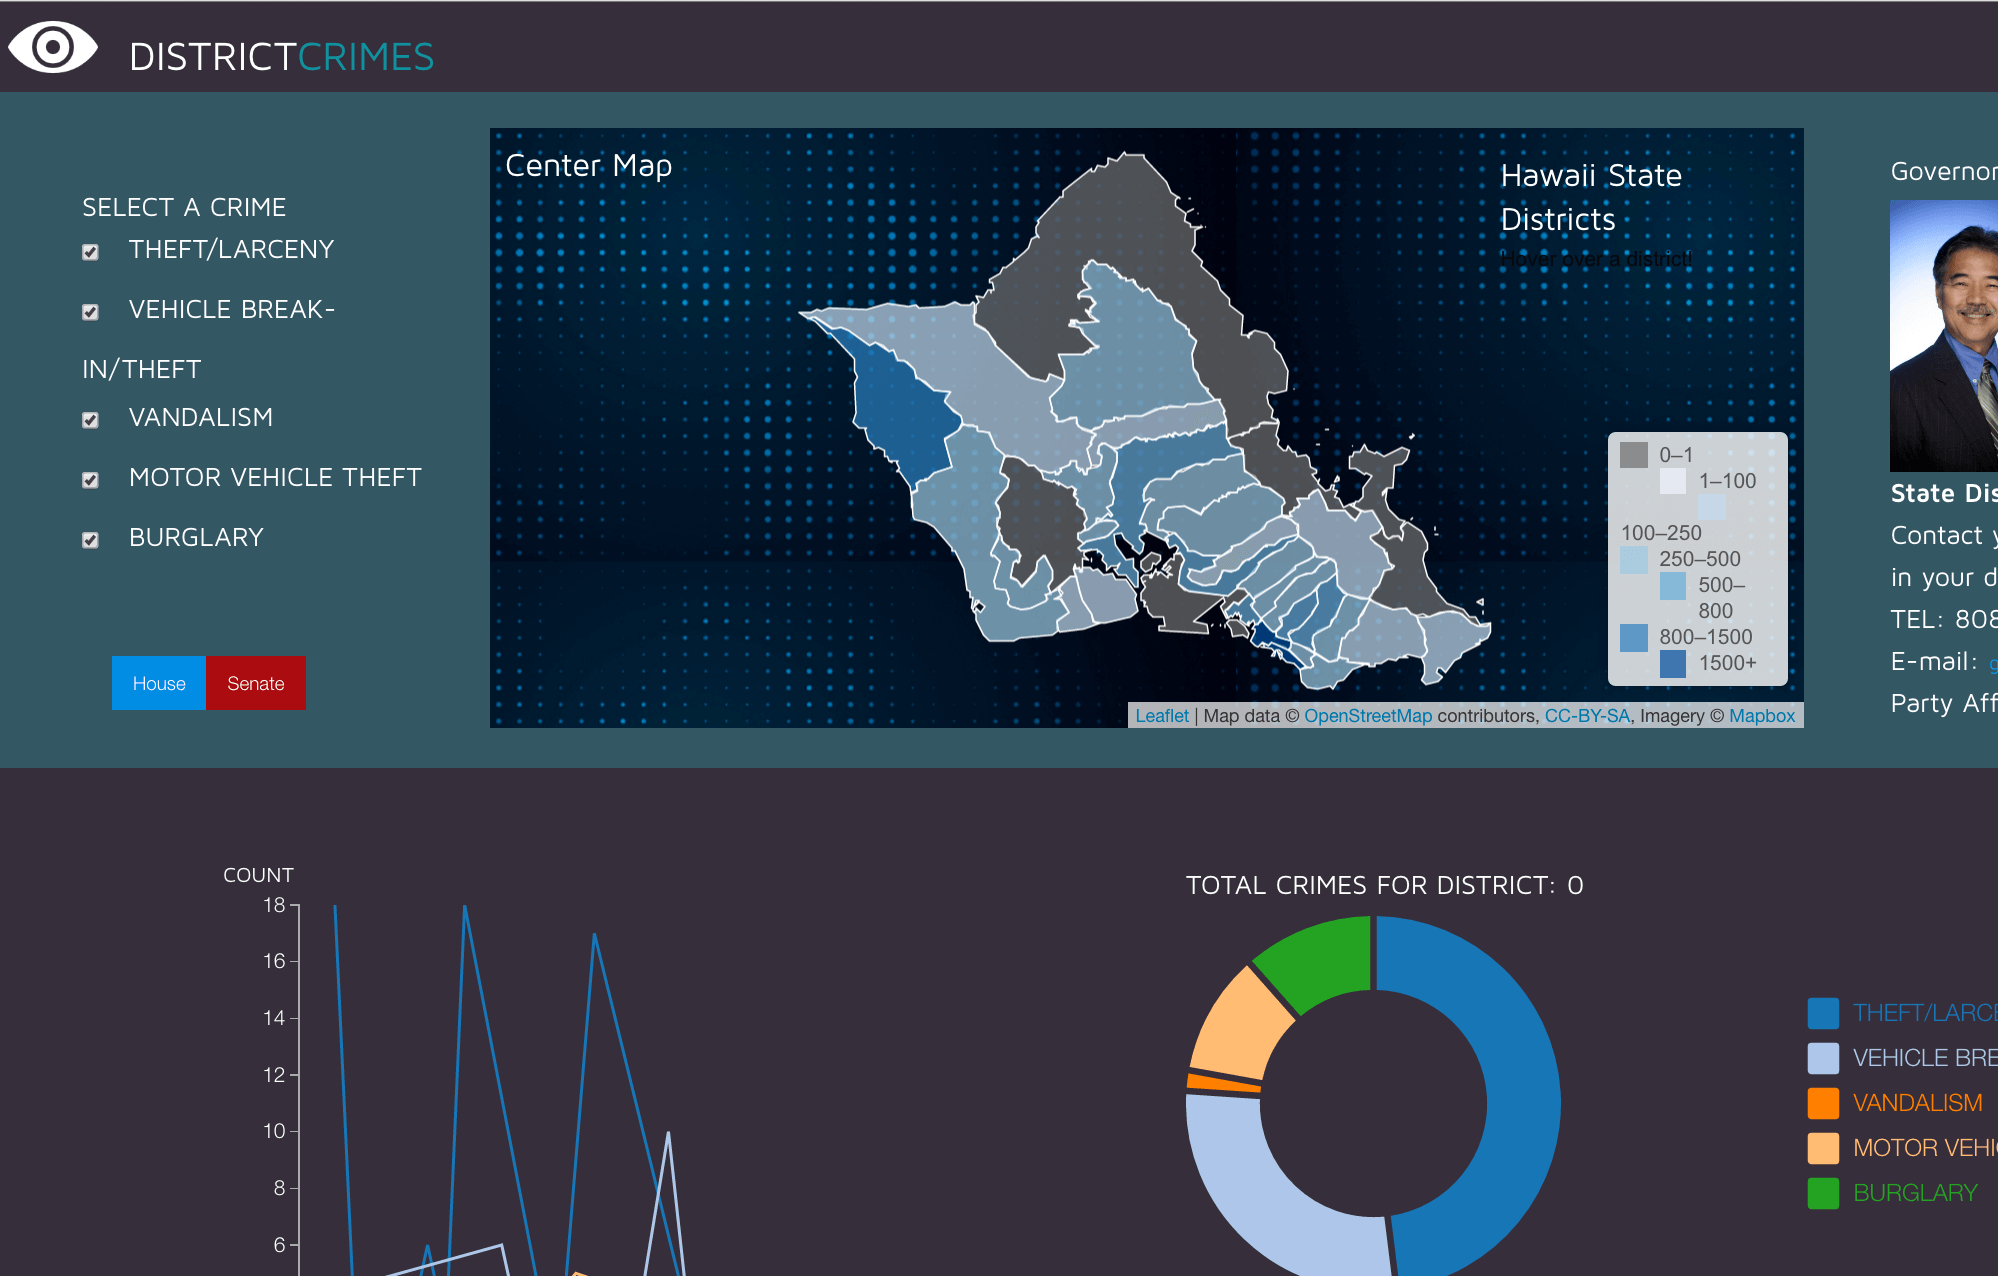 DISTRICTCRIMES
SELECT A CRIME
THEFT/LARCENY
VEHICLE BREAK-
IN/THEFT
VANDALISM
MOTOR VEHICLE THEFT
BURGLARY
House
Senate
Center Map
Hawaii State
Districts
Hover over a district!
0–1
1–100
100–250
250–500
500–
800
800–1500
1500+
Leaflet | Map data © OpenStreetMap contributors, CC-BY-SA, Imagery © Mapbox
Governor
State Dis
Contact y
in your d
TEL: 808
E-mail: g
Party Aff
COUNT
18
16
14
12
10
8
6
TOTAL CRIMES FOR DISTRICT: 0
THEFT/LARCE
VEHICLE BRE
VANDALISM
MOTOR VEHI
BURGLARY